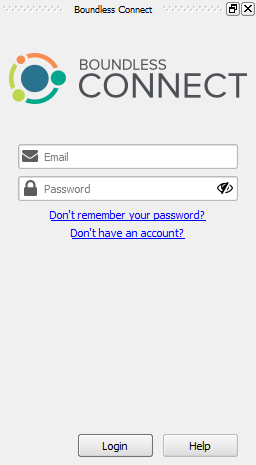 Boundless Connect
BOUNDLESS
CONNECT
Email
Password
Don't remember your password?
Don't have an account?
Login
Help